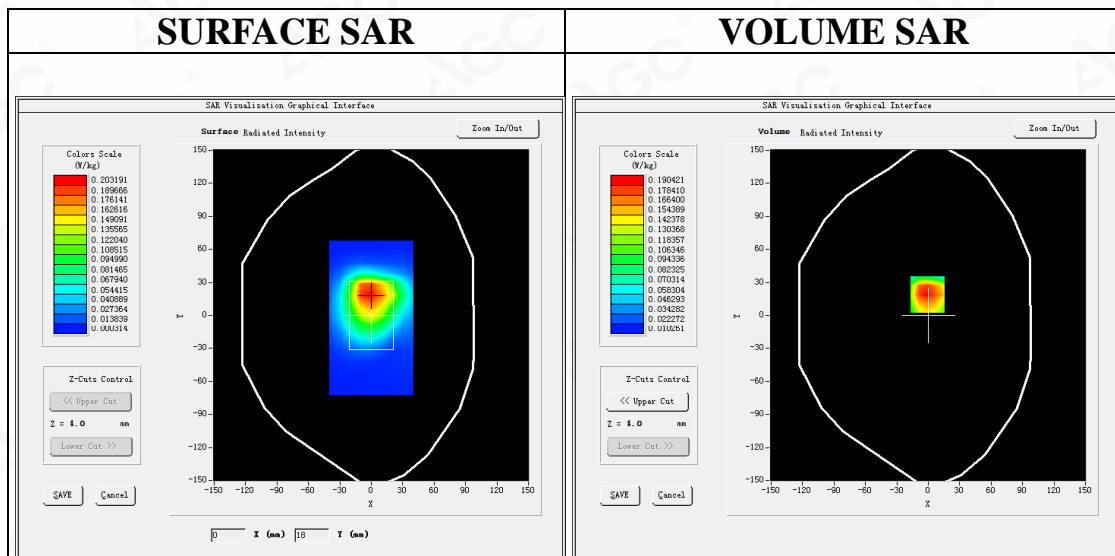 SURFACE SAR
VOLUME SAR
SAR Visualisation Graphical Interface
Surface Radiated Intensity
Zoom In/Out
Colors Scale
(W/kg)
0.203191
0.189666
0.176141
0.162616
0.149091
0.135565
0.122040
0.108515
0.094990
0.081465
0.067940
0.054415
0.040889
0.027364
0.013839
0.000314
Z-Cuts Control
<< Upper Cut
Z = 4.0 mm
Lower Cut >>
SAVE Cancel
150
120
90
60
30
0
-30
-60
-90
-120
-150
Y
-150 -120 -90 -60 -30 0 30 60 90 120 150
X
0 X (mm) 18 Y (mm)
SAR Visualisation Graphical Interface
Volume Radiated Intensity
Zoom In/Out
Colors Scale
(W/kg)
0.190421
0.178410
0.166400
0.154389
0.142378
0.130368
0.118357
0.106346
0.094336
0.082325
0.070314
0.058304
0.046293
0.034282
0.022272
0.010261
Z-Cuts Control
<< Upper Cut
Z = 4.0 mm
Lower Cut >>
SAVE Cancel
150
120
90
60
30
0
-30
-60
-90
-120
-150
Y
-150 -120 -90 -60 -30 0 30 60 90 120 150
X
AGC